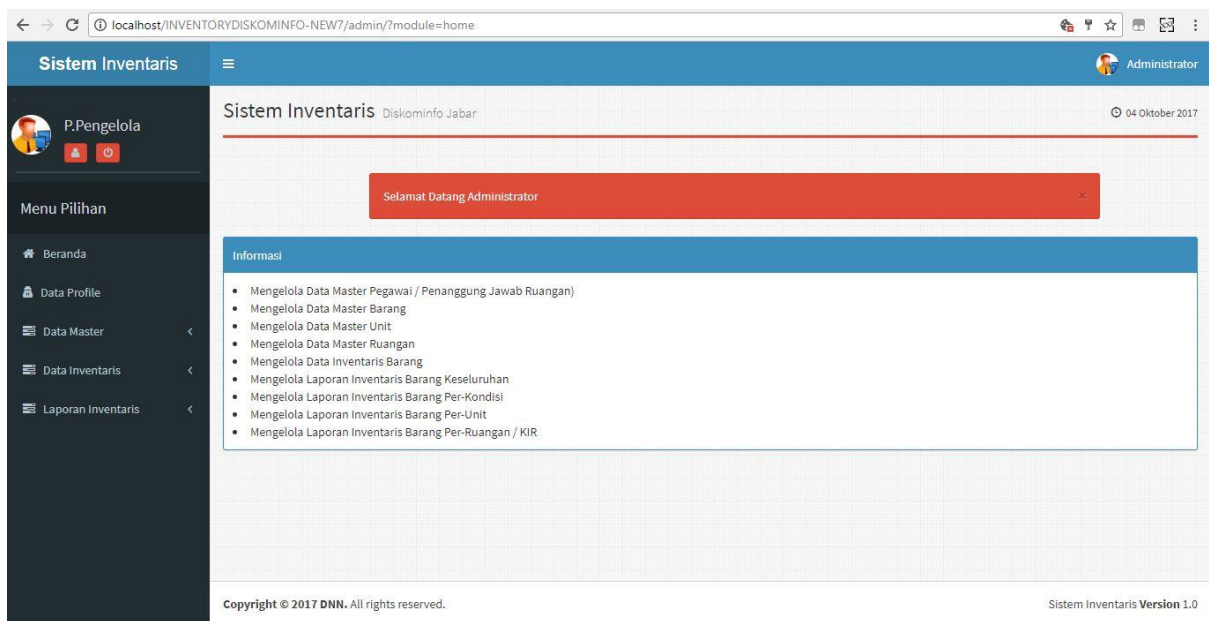 localhost/INVENTORYDISKOMINFO-NEW7/admin/?module=home
Sistem Inventaris
Administrator
P.Pengelola
Menu Pilihan
Beranda
Data Profile
Data Master
Data Inventaris
Laporan Inventaris
Sistem Inventaris Diskominfo Jabar
04 Oktober 2017
Selamat Datang Administrator ×
Informasi
• Mengelola Data Master Pegawai / Penanggung Jawab Ruangan)
• Mengelola Data Master Barang
• Mengelola Data Master Unit
• Mengelola Data Master Ruangan
• Mengelola Data Inventaris Barang
• Mengelola Laporan Inventaris Barang Keseluruhan
• Mengelola Laporan Inventaris Barang Per-Kondisi
• Mengelola Laporan Inventaris Barang Per-Unit
• Mengelola Laporan Inventaris Barang Per-Ruangan / KIR
Copyright © 2017 DNN. All rights reserved.
Sistem Inventaris Version 1.0